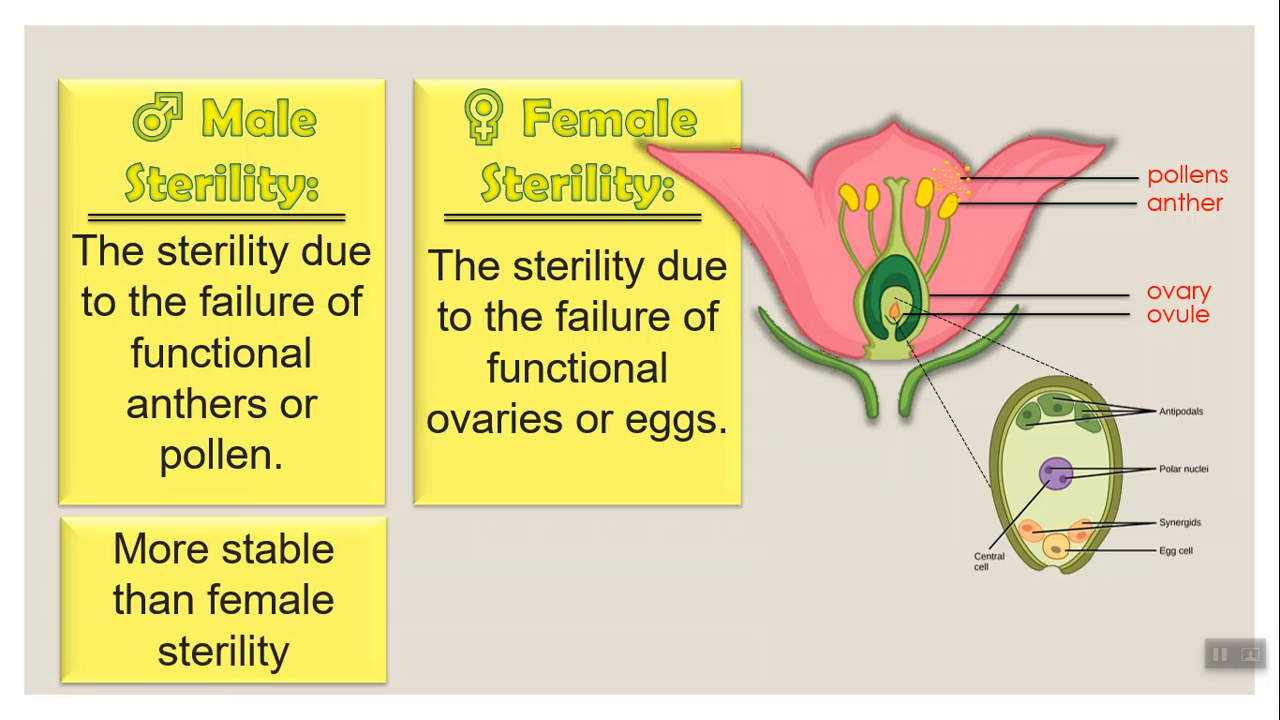 Male
Sterility:
The sterility due
to the failure of
functional
anthers or
pollen.
More stable
than female
sterility
Female
Sterility:
The sterility due
to the failure of
functional
ovaries or eggs.
pollens
anther
ovary
ovule
Antipodals
Polar nuclei
Synergids
Egg cell
Central
cell